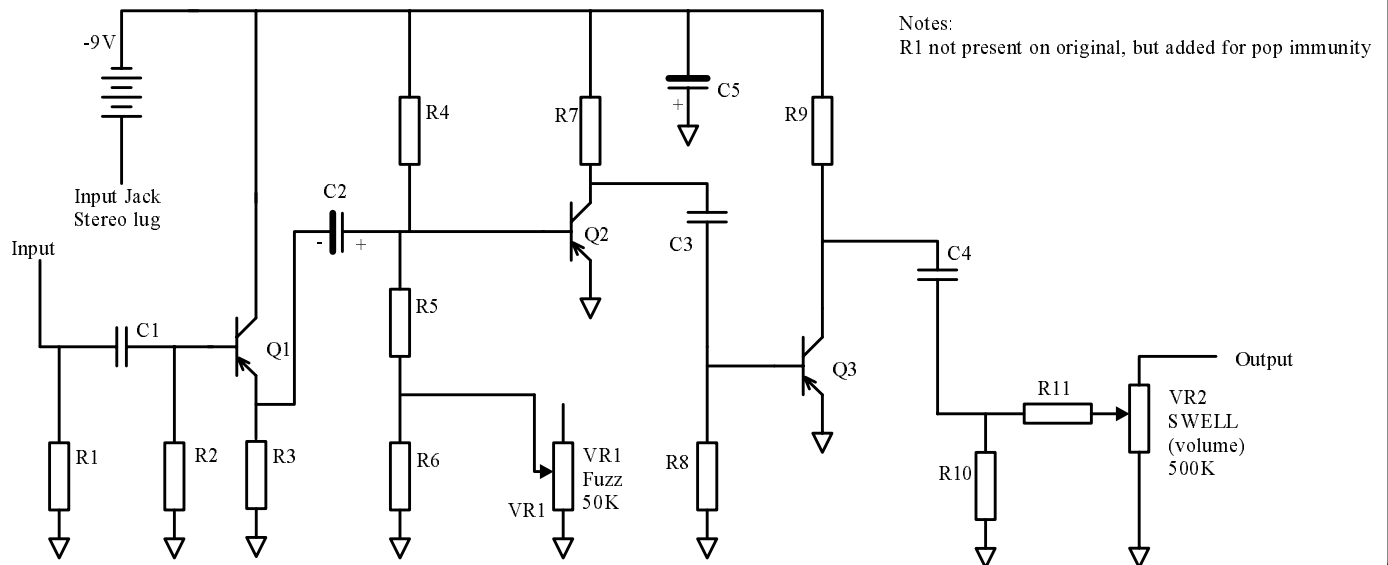 Notes:
R1 not present on original, but added for pop immunity
-9V
Input Jack
Stereo lug
Input
C1
R1
R2
Q1
R3
C2
-
+
R4
R5
R6
VR1
VR1
Fuzz
50K
R7
Q2
C5
+
C3
R8
R9
Q3
C4
R10
R11
VR2
SWELL
(volume)
500K
Output